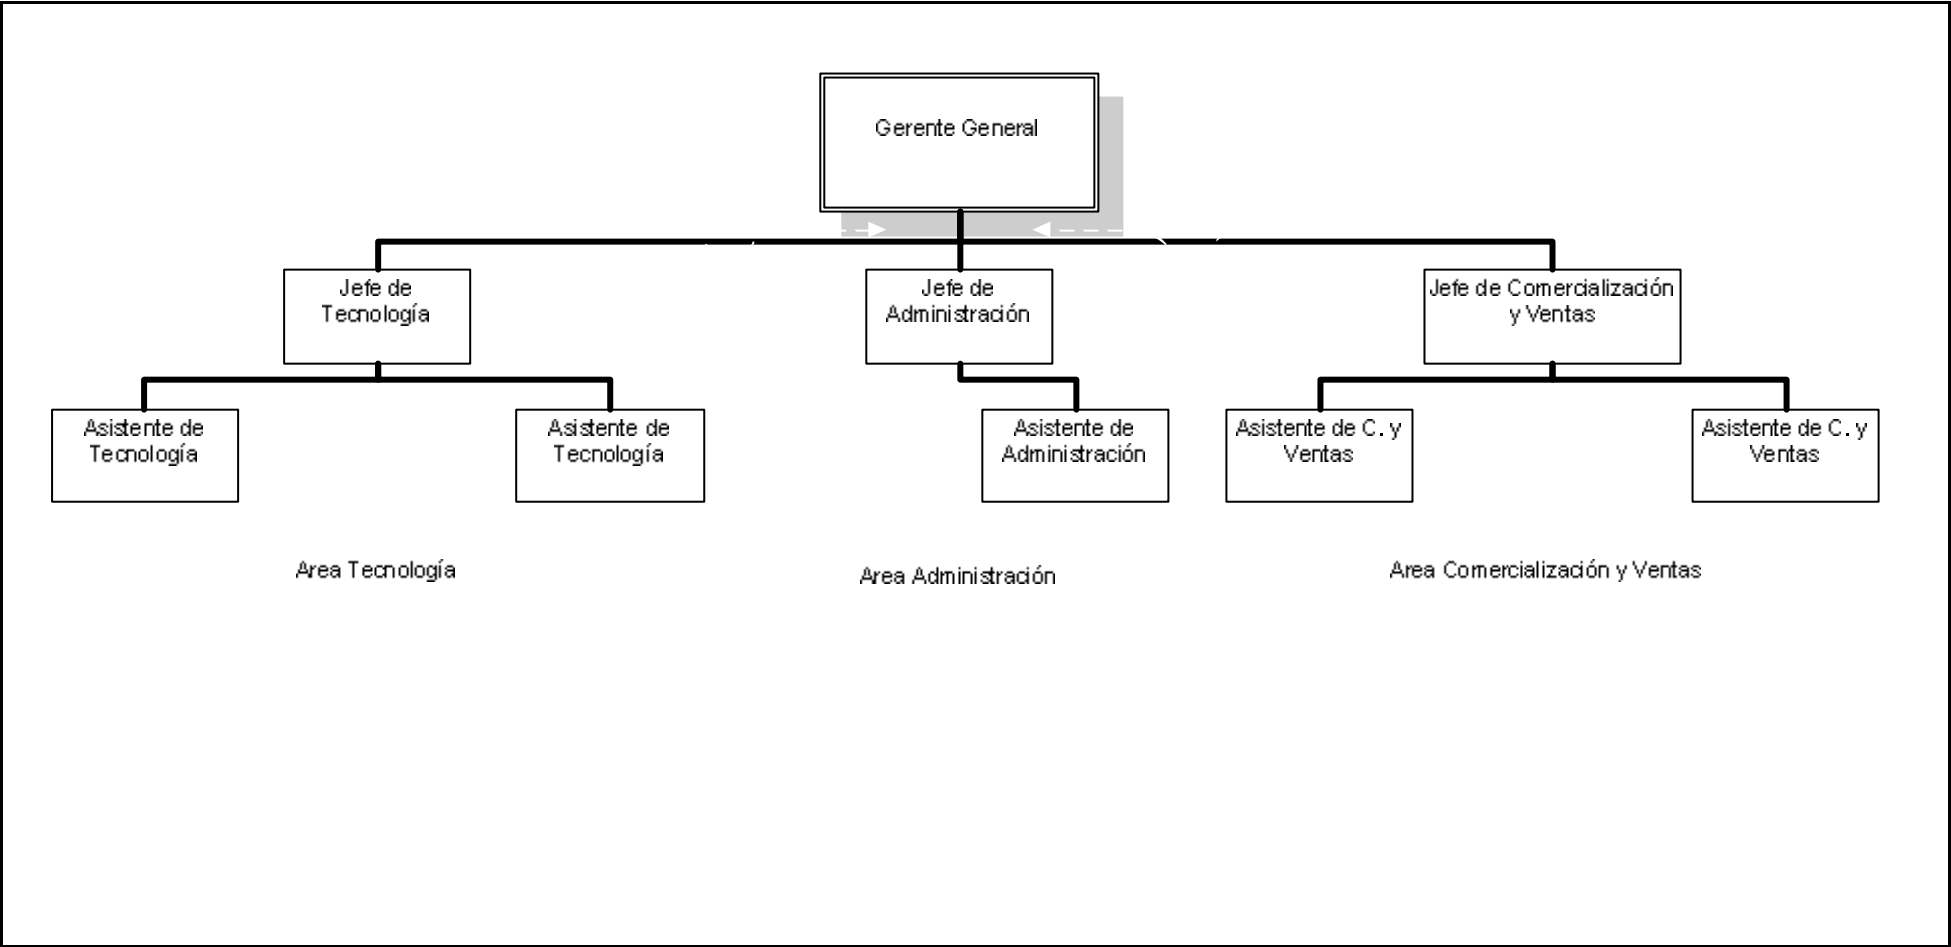 Gerente General
Jefe de
Tecnología
Jefe de
Administración
Jefe de Comercialización
y Ventas
Asistente de
Tecnología
Asistente de
Tecnología
Asistente de
Administración
Asistente de C. y
Ventas
Asistente de C. y
Ventas
Area Tecnología
Area Administración
Area Comercialización y Ventas